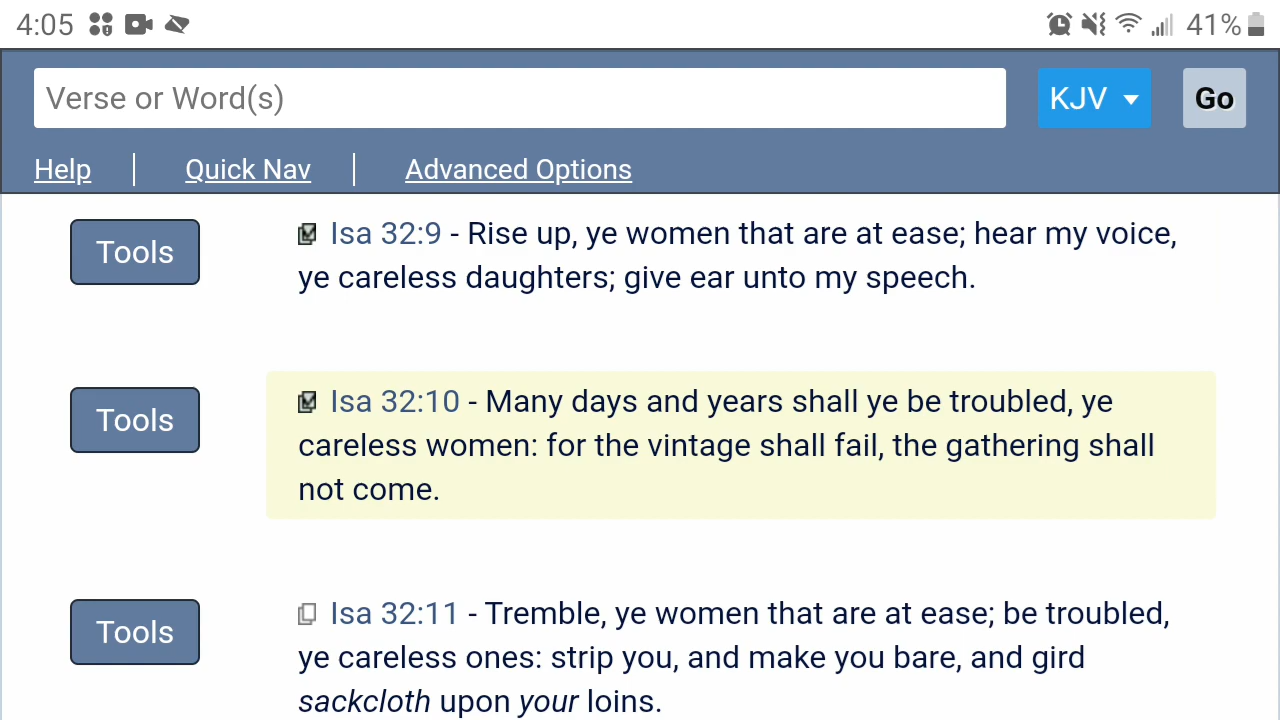 4:05 41%
Verse or Word(s) KJV Go
Help Quick Nav Advanced Options
Tools Isa 32:9 - Rise up, ye women that are at ease; hear my voice,
ye careless daughters; give ear unto my speech.
Tools Isa 32:10 - Many days and years shall ye be troubled, ye
careless women: for the vintage shall fail, the gathering shall
not come.
Tools Isa 32:11 - Tremble, ye women that are at ease; be troubled,
ye careless ones: strip you, and make you bare, and gird
sackcloth upon your loins.